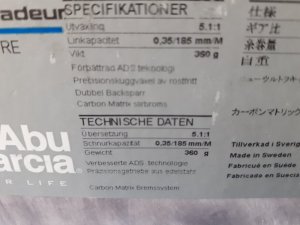 adeur
RE
SPECIFIKATIONER
Utväxling 5.1:1
Linkapacitet 0,35/185 mm/M
Vikt 360 g
Förbättrad ADS teknologi
Precisionskuggväxel av rostfritt
Dubbel Backspärr
Carbon Matrix slirbroms
TECHNISCHE DATEN
Übersetzung 5.1:1
Schnurkapazität 0,35/185 mm/M
Gewicht 360 g
Verbesserte ADS -technologie
Präzisionsgetriebe aus edelstahl
Carbon Matrix Bremssystem
仕様
ギア比
糸巻量
自重
カーボンマトリック
Tillverkad i Sverig
Made in Sweden
Fabriqué en Suède
Fabricado en Suecia
Abu
arcia
R LIFE